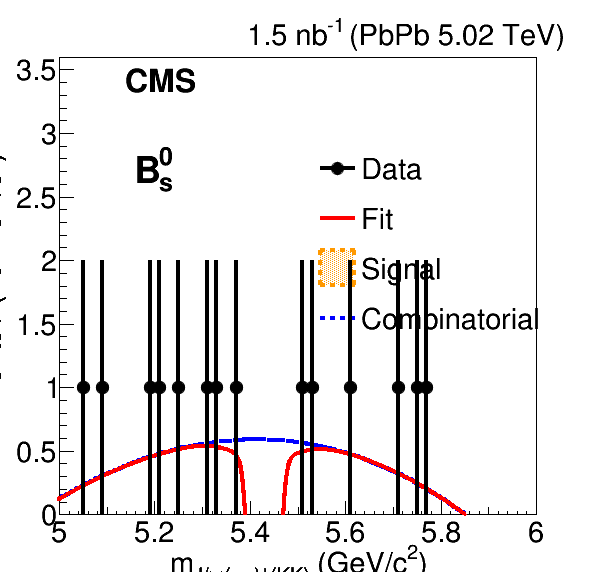 1.5 nb⁻¹ (PbPb 5.02 TeV)
3.5
CMS
3
B⁰ₛ
Data
2.5
Fit
2
Signal
1.5
Combinatorial
1
0.5
0
5 5.2 5.4 5.6 5.8 6
m (GeV/c²)